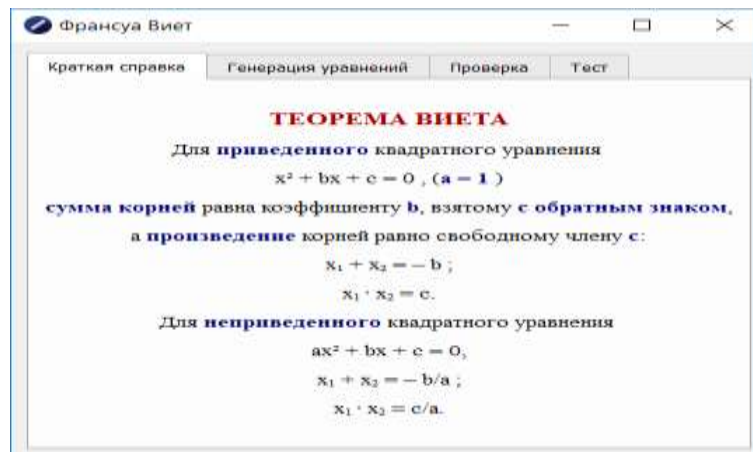 Франсуа Виет
Краткая справка Генерация уравнений Проверка Тест
ТЕОРЕМА ВИЕТА
Для приведенного квадратного уравнения
x² + bx + c = 0 , (a = 1 )
сумма корней равна коэффициенту b, взятому с обратным знаком,
а произведение корней равно свободному члену c:
x₁ + x₂ = – b ;
x₁ · x₂ = c.
Для неприведенного квадратного уравнения
ax² + bx + c = 0,
x₁ + x₂ = – b/a ;
x₁ · x₂ = c/a.